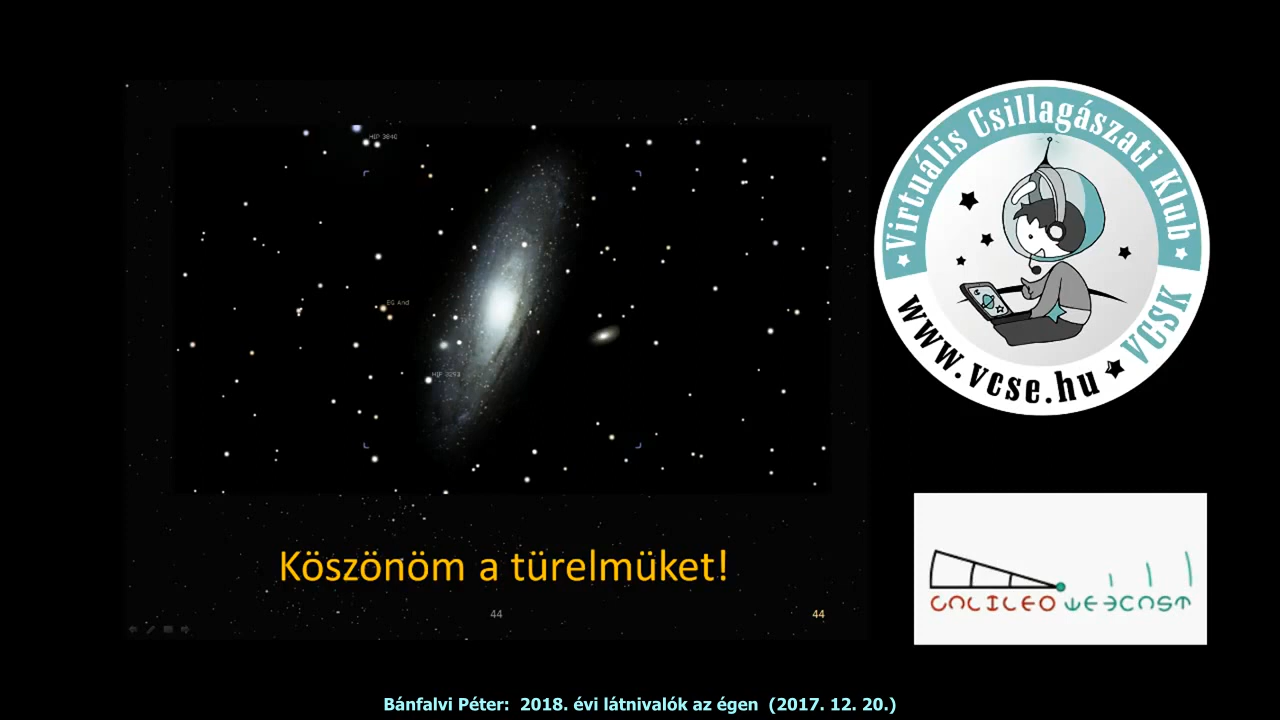 HIP 3640
EG And
HIP 3293
Köszönöm a türelmüket!
44
44
Virtuális Csillagászati Klub
www.vcse.hu
VCSK
GALILEO WEBCAST
Bánfalvi Péter: 2018. évi látnivalók az égen (2017. 12. 20.)